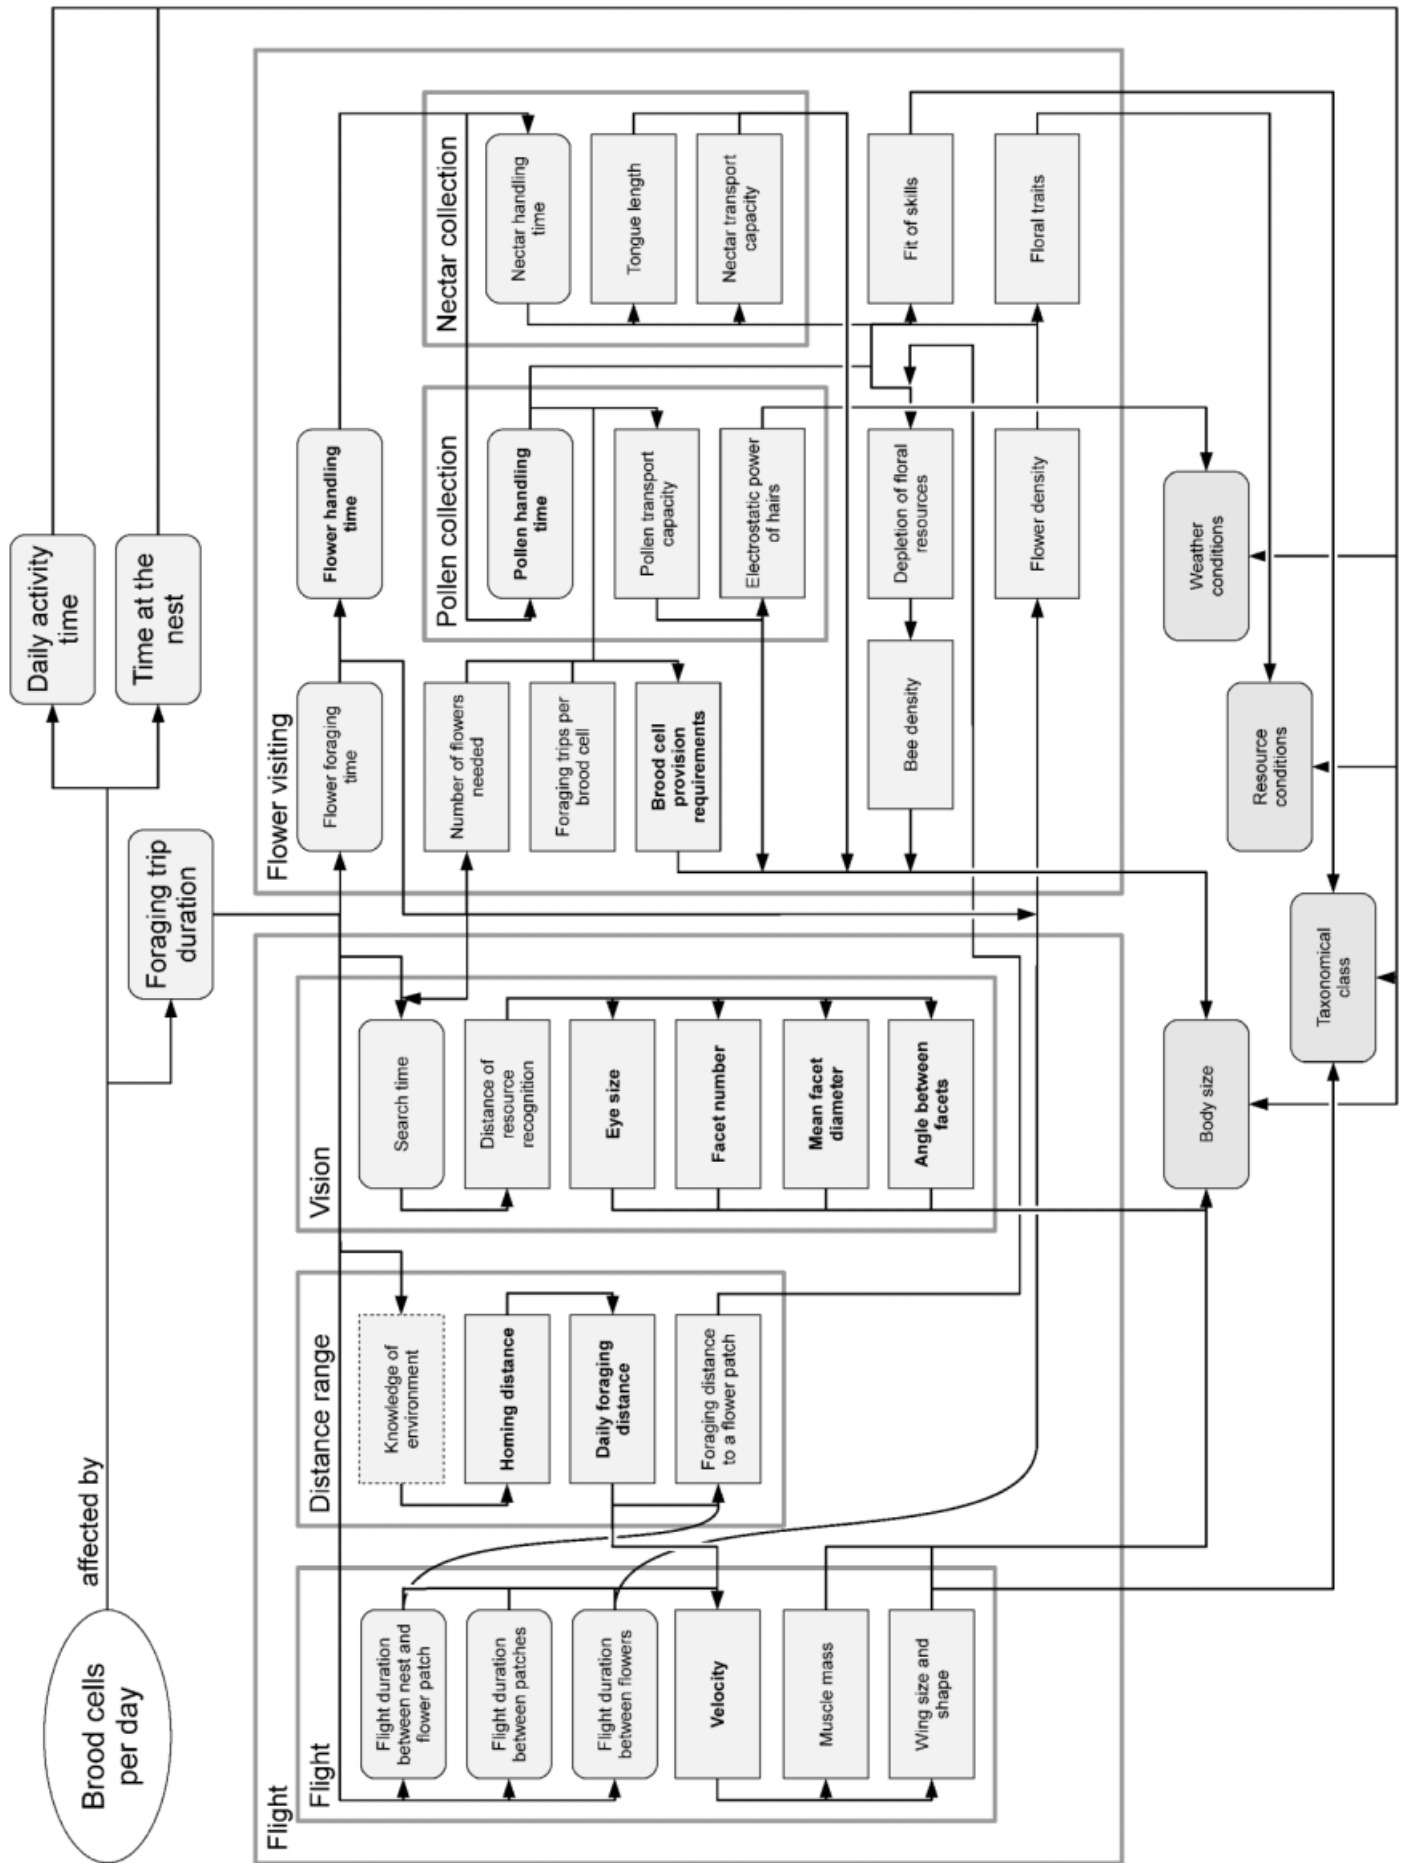 Brood cells
per day
affected by
Daily activity
time
Time at the
nest
Foraging trip
duration
Flight
Flight
Flight duration
between nest and
flower patch
Flight duration
between patches
Flight duration
between flowers
Velocity
Muscle mass
Wing size and
shape
Distance range
Knowledge of
environment
Homing distance
Daily foraging
distance
Foraging distance
to a flower patch
Vision
Search time
Distance of
resource
recognition
Eye size
Facet number
Mean facet
diameter
Angle between
facets
Flower visiting
Flower foraging
time
Flower handling
time
Number of flowers
needed
Foraging trips per
brood cell
Brood cell
provision
requirements
Pollen collection
Pollen handling
time
Pollen transport
capacity
Electrostatic power
of hairs
Nectar collection
Nectar handling
time
Tongue length
Nectar transport
capacity
Bee density
Depletion of floral
resources
Fit of skills
Flower density
Floral traits
Body size
Taxonomical
class
Resource
conditions
Weather
conditions